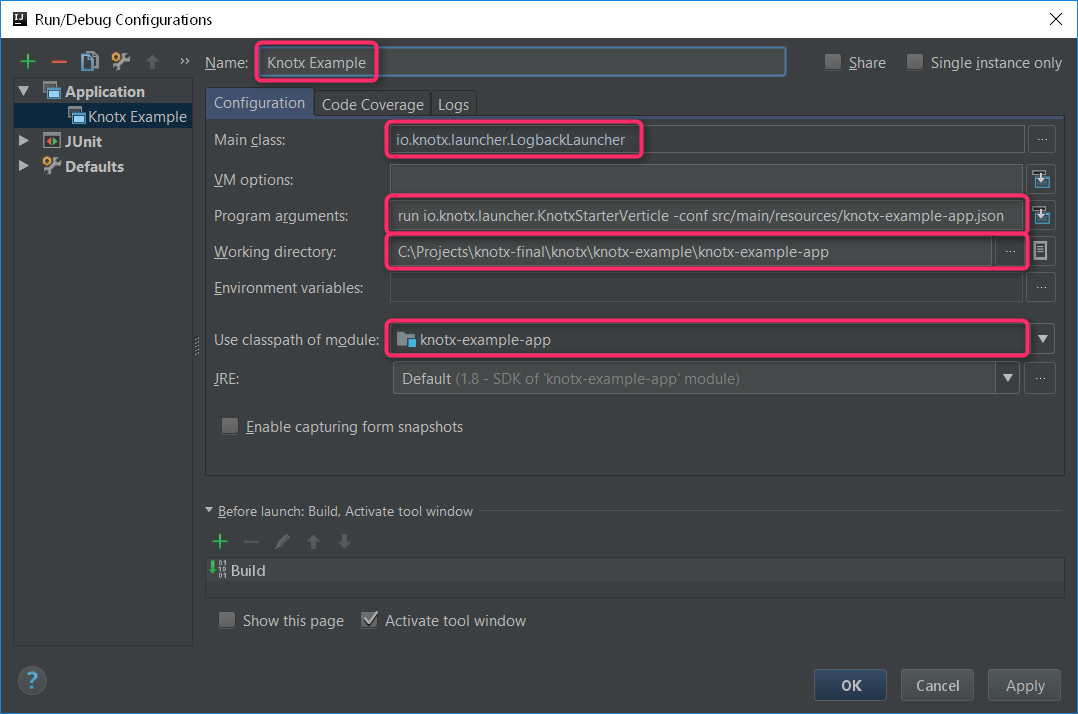 Run/Debug Configurations
Name: Knotx Example
Share
Single instance only
Application
Knotx Example
JUnit
Defaults
Configuration
Code Coverage
Logs
Main class: io.knotx.launcher.LogbackLauncher
VM options:
Program arguments: run io.knotx.launcher.KnotxStarterVerticle -conf src/main/resources/knotx-example-app.json
Working directory: C:\Projects\knotx-final\knotx\knotx-example\knotx-example-app
Environment variables:
Use classpath of module: knotx-example-app
JRE: Default (1.8 - SDK of 'knotx-example-app' module)
Enable capturing form snapshots
Before launch: Build, Activate tool window
Build
Show this page
Activate tool window
OK
Cancel
Apply